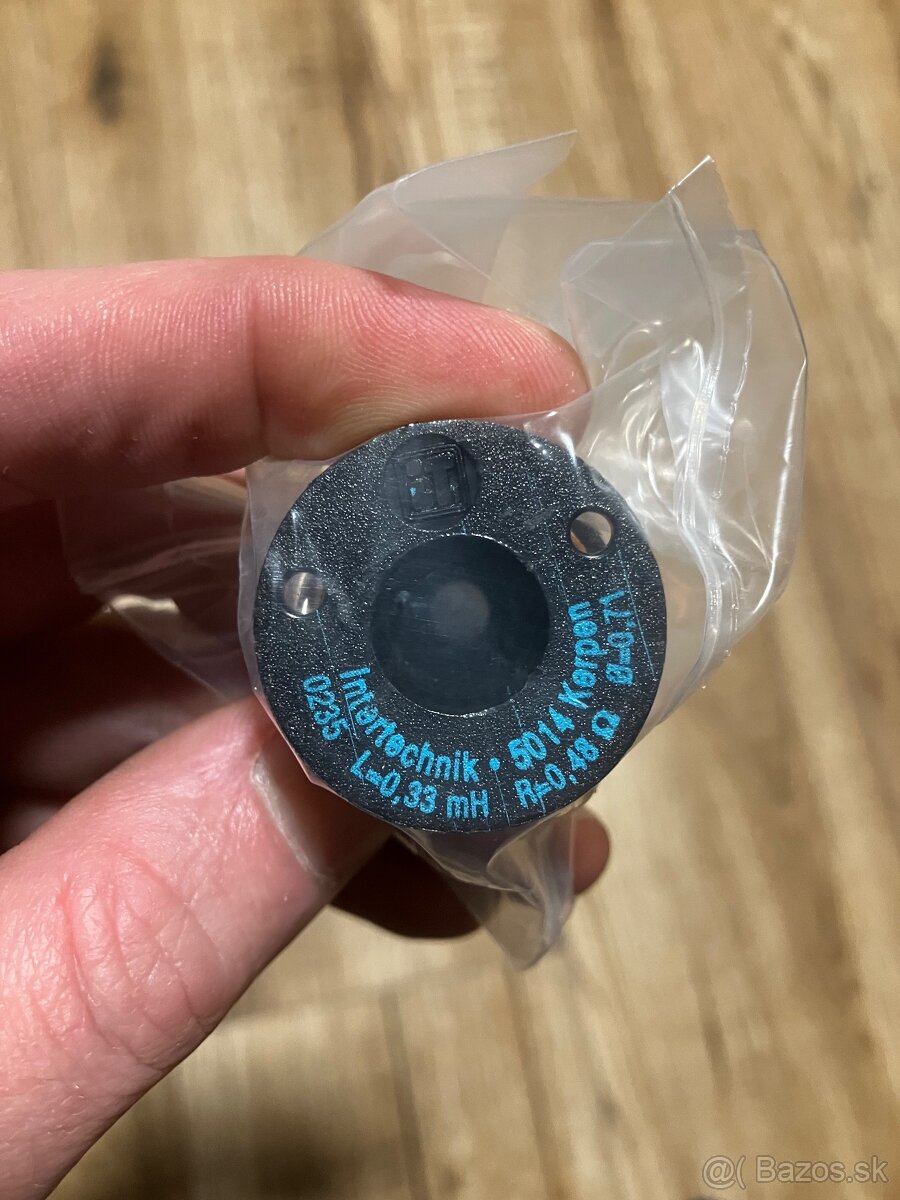 Intertechnik • 5014 Kerpen
0235 L=0,33 mH R=0,48 Ω Ø=0,71
@( Bazos.sk